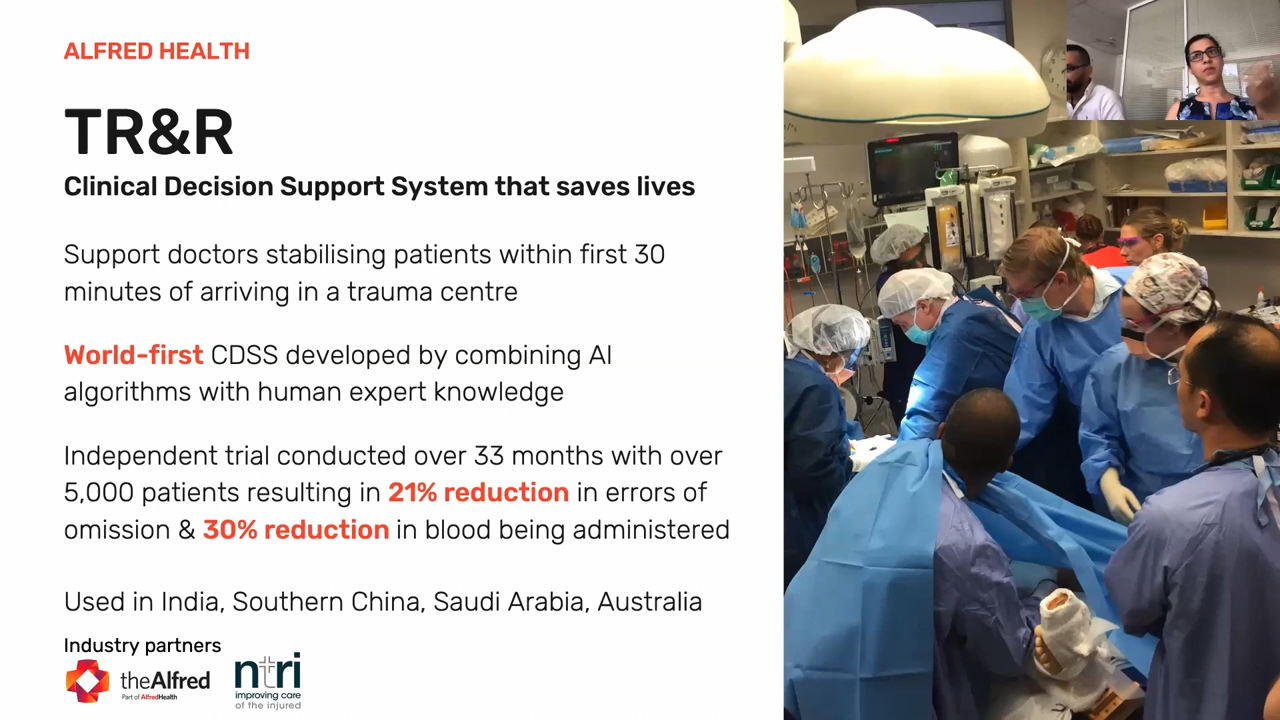 ALFRED HEALTH
TR&R
Clinical Decision Support System that saves lives
Support doctors stabilising patients within first 30
minutes of arriving in a trauma centre
World-first CDSS developed by combining AI
algorithms with human expert knowledge
Independent trial conducted over 33 months with over
5,000 patients resulting in 21% reduction in errors of
omission & 30% reduction in blood being administered
Used in India, Southern China, Saudi Arabia, Australia
Industry partners
theAlfred
Part of AlfredHealth
ntri
improving care
of the injured